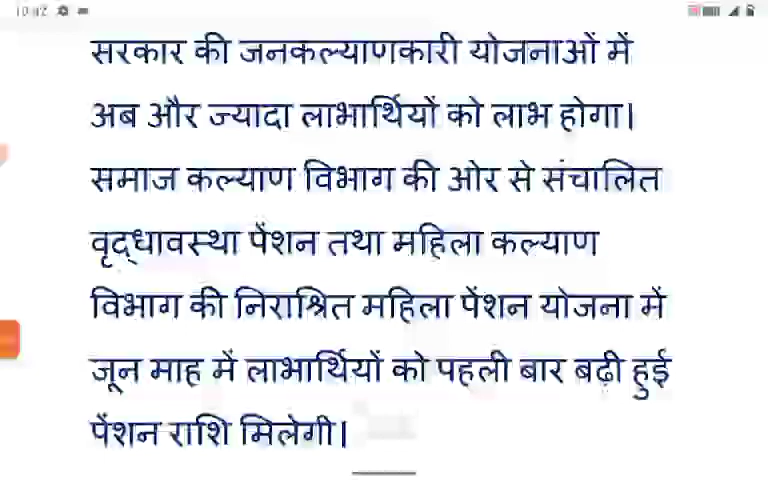 सरकार की जनकल्याणकारी योजनाओं में
अब और ज्यादा लाभार्थियों को लाभ होगा।
समाज कल्याण विभाग की ओर से संचालित
वृद्धावस्था पेंशन तथा महिला कल्याण
विभाग की निराश्रित महिला पेंशन योजना में
जून माह में लाभार्थियों को पहली बार बढ़ी हुई
पेंशन राशि मिलेगी।